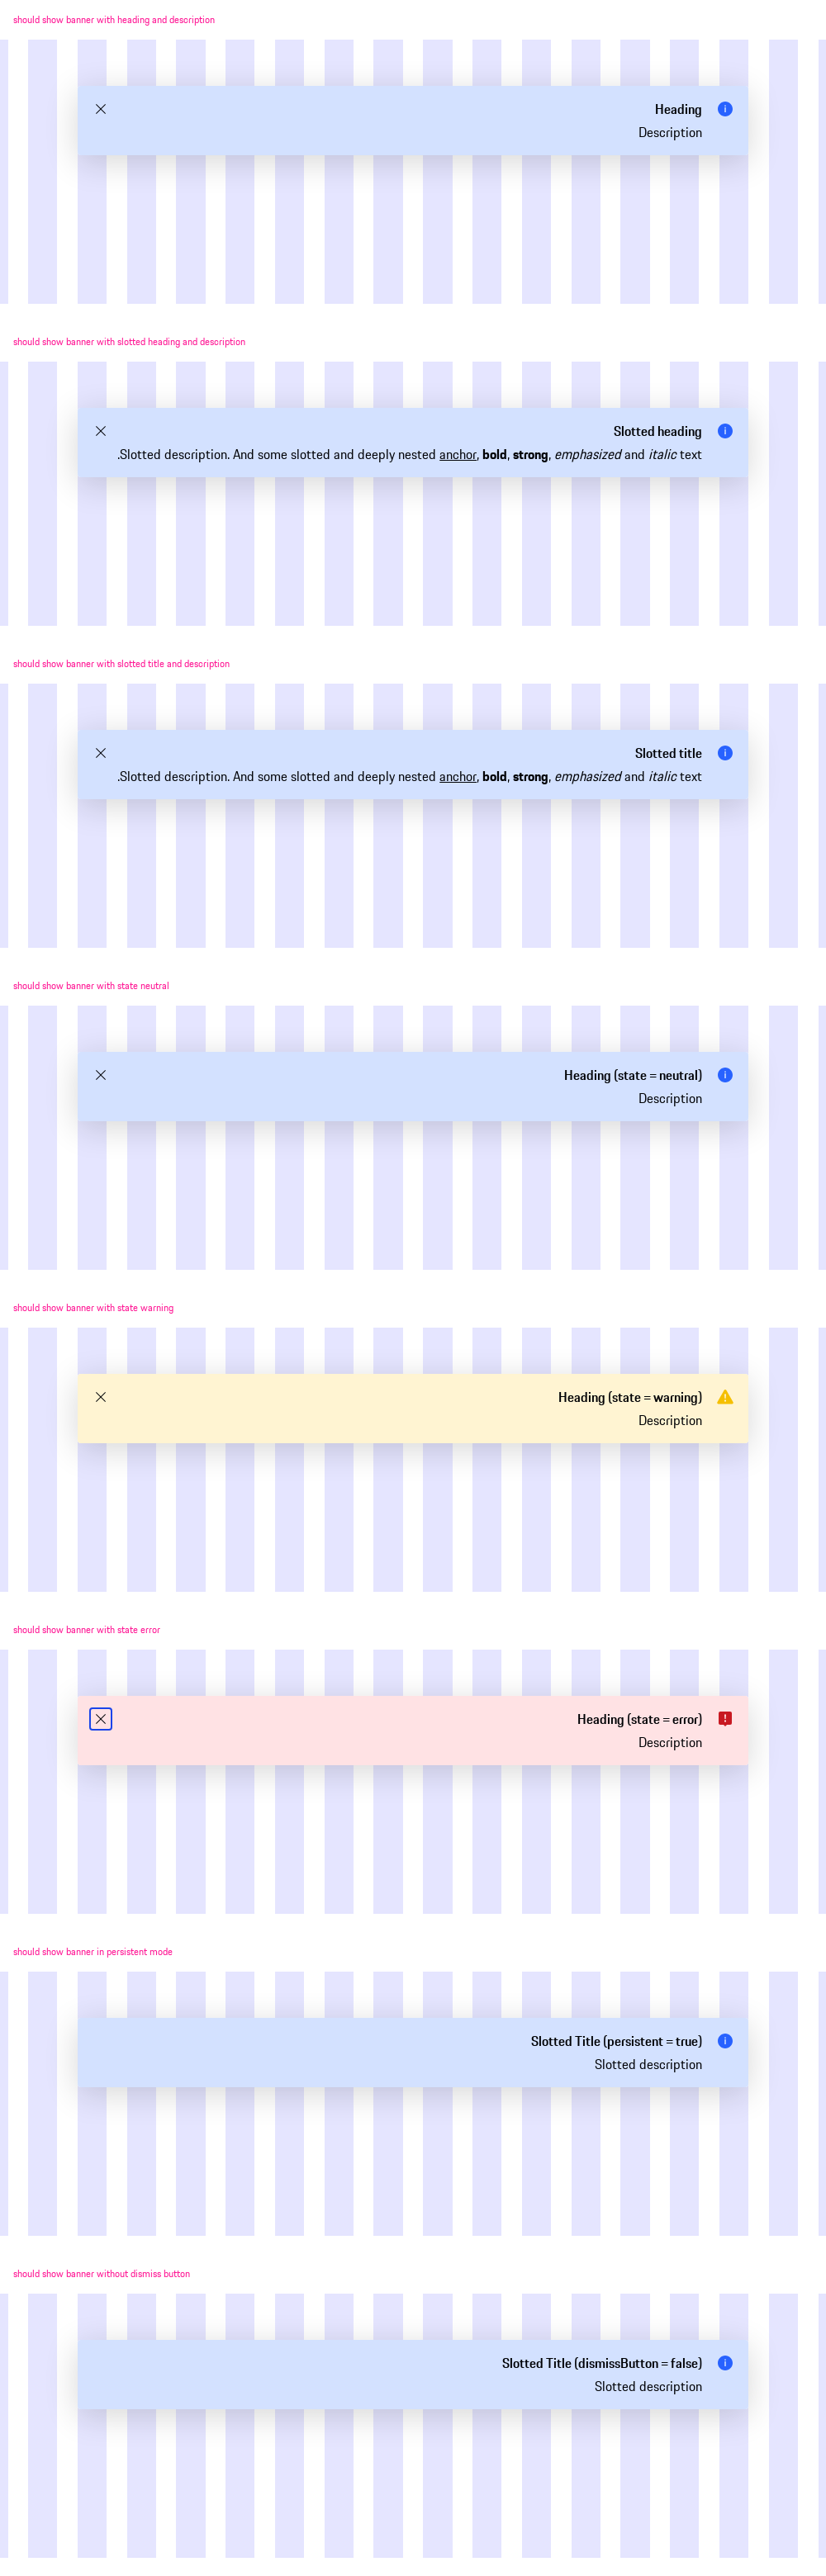 should show banner with heading and description
Heading
Description
should show banner with slotted heading and description
Slotted heading
.Slotted description. And some slotted and deeply nested anchor, bold, strong, emphasized and italic text
should show banner with slotted title and description
Slotted title
.Slotted description. And some slotted and deeply nested anchor, bold, strong, emphasized and italic text
should show banner with state neutral
Heading (state = neutral)
Description
should show banner with state warning
Heading (state = warning)
Description
should show banner with state error
Heading (state = error)
Description
should show banner in persistent mode
Slotted Title (persistent = true)
Slotted description
should show banner without dismiss button
Slotted Title (dismissButton = false)
Slotted description